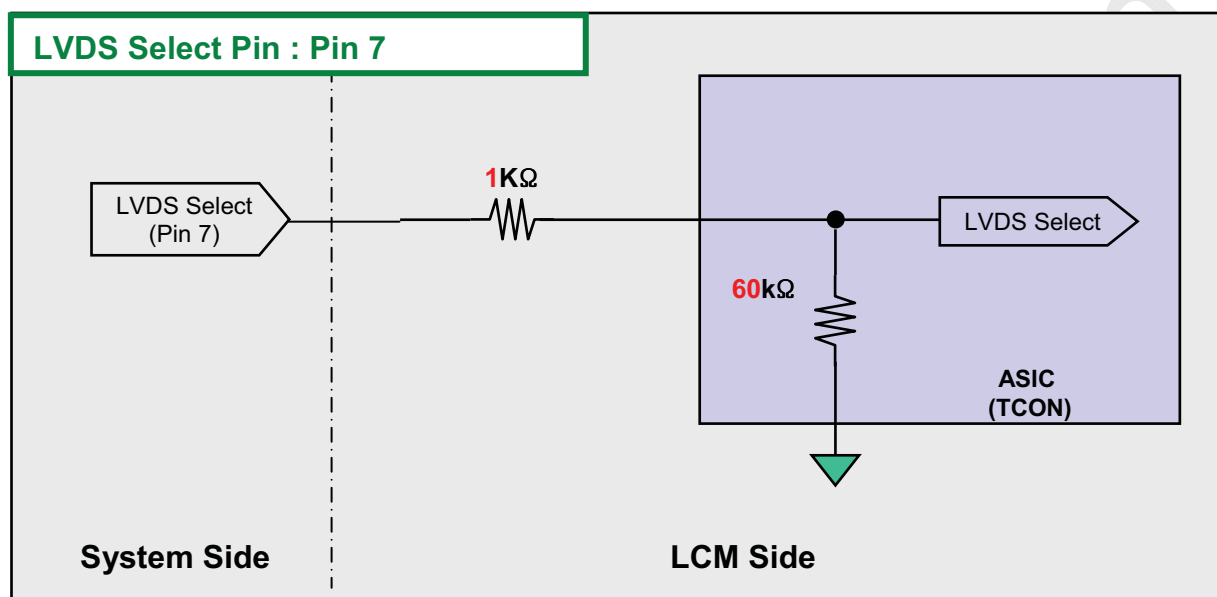 LVDS Select Pin : Pin 7
1KΩ
LVDS Select
(Pin 7)
LVDS Select
60kΩ
ASIC
(TCON)
System Side
LCM Side